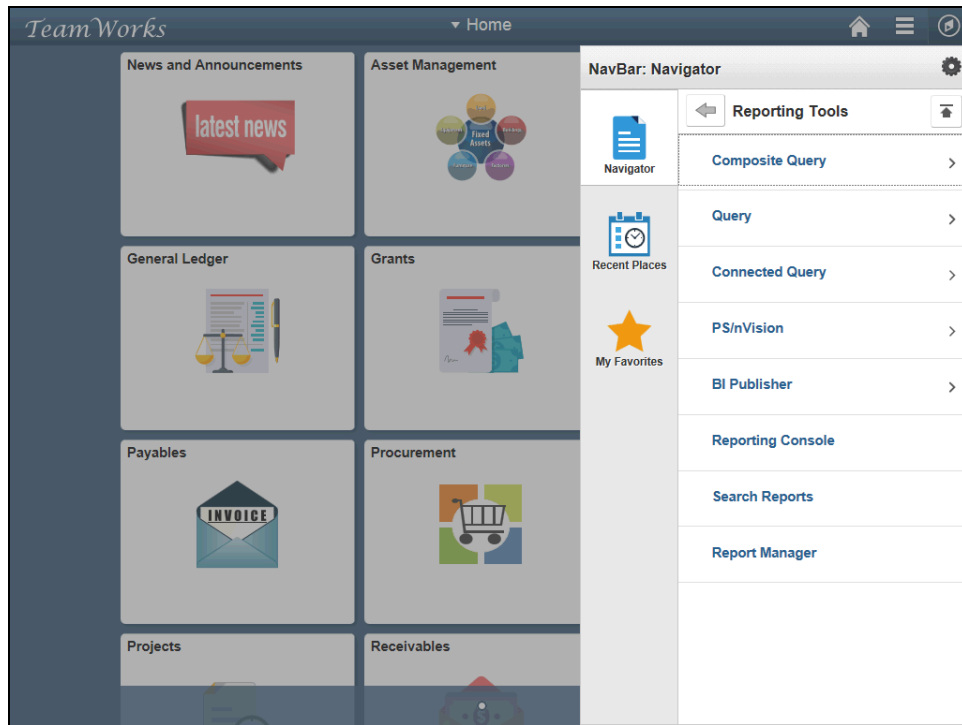 TeamWorks
Home
News and Announcements
latest news
Asset Management
Fixed
Assets
General Ledger
Grants
Payables
INVOICE
Procurement
Projects
Receivables
NavBar: Navigator
Navigator
Recent Places
My Favorites
Reporting Tools
Composite Query
Query
Connected Query
PS/nVision
BI Publisher
Reporting Console
Search Reports
Report Manager